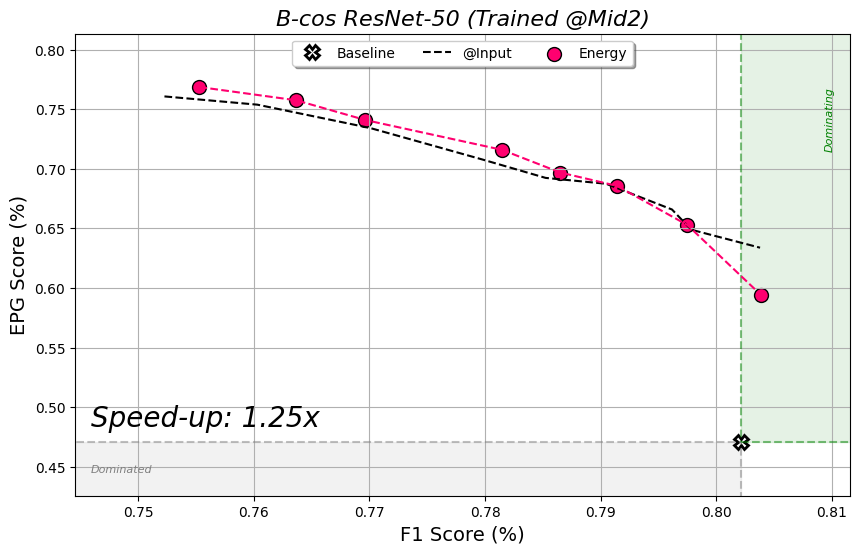 B-cos ResNet-50 (Trained @Mid2)
Baseline @Input Energy
Dominating
EPG Score (%)
0.80
0.75
0.70
0.65
0.60
0.55
0.50
0.45
Speed-up: 1.25x
Dominated
0.75 0.76 0.77 0.78 0.79 0.80 0.81
F1 Score (%)